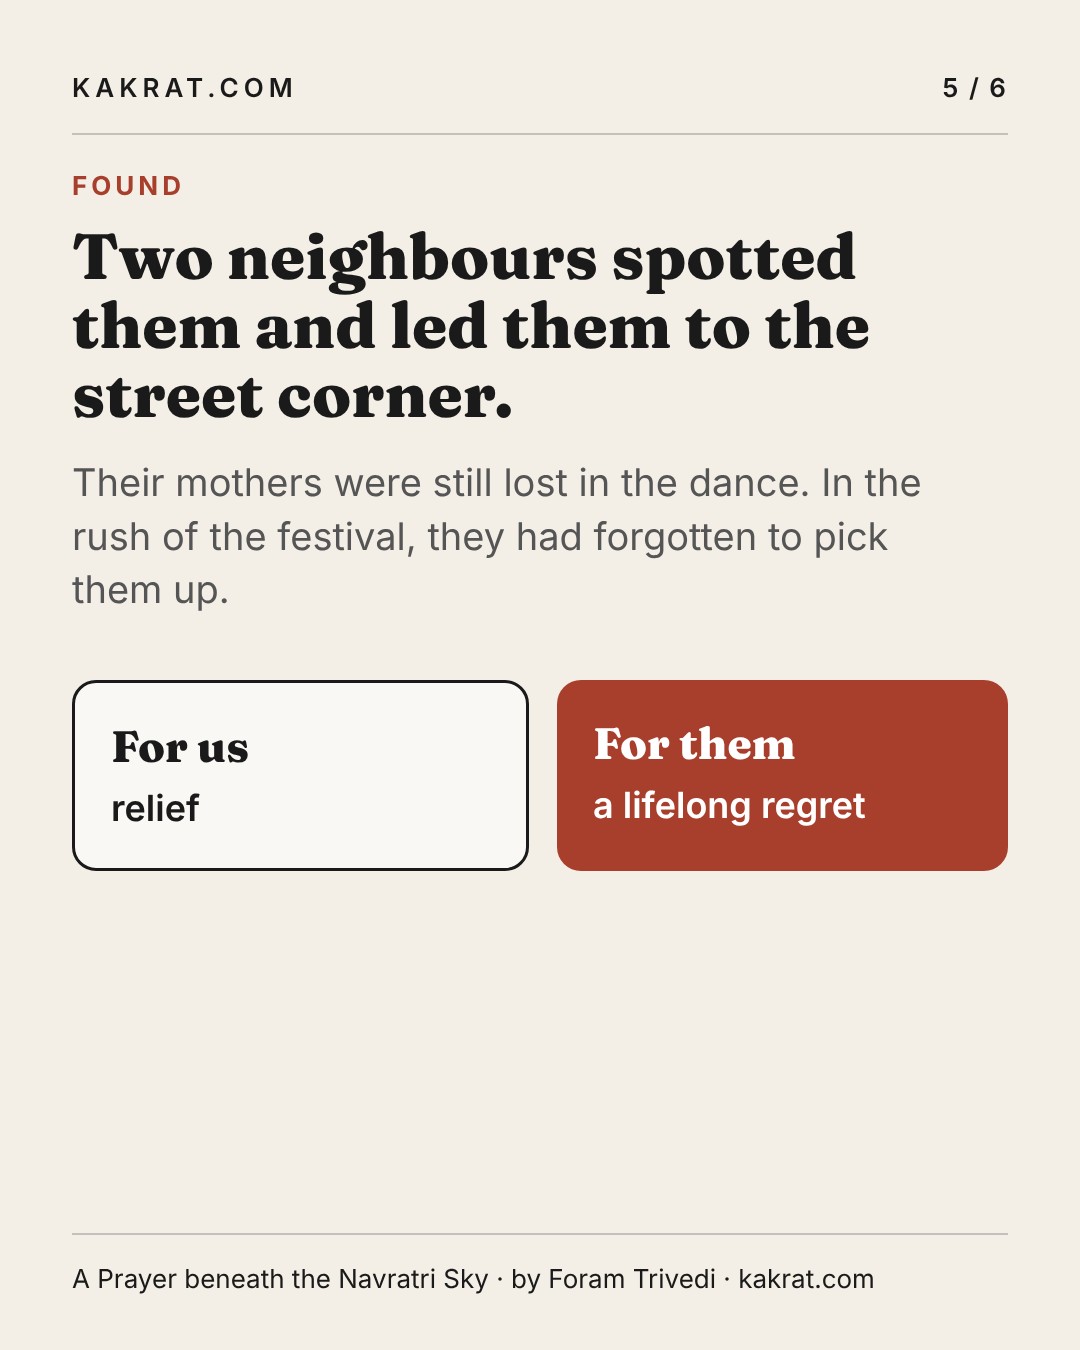 KAKRAT.COM
5 / 6
FOUND
Two neighbours spotted
them and led them to the
street corner.
Their mothers were still lost in the dance. In the
rush of the festival, they had forgotten to pick
them up.
For us
relief
For them
a lifelong regret
A Prayer beneath the Navratri Sky · by Foram Trivedi · kakrat.com